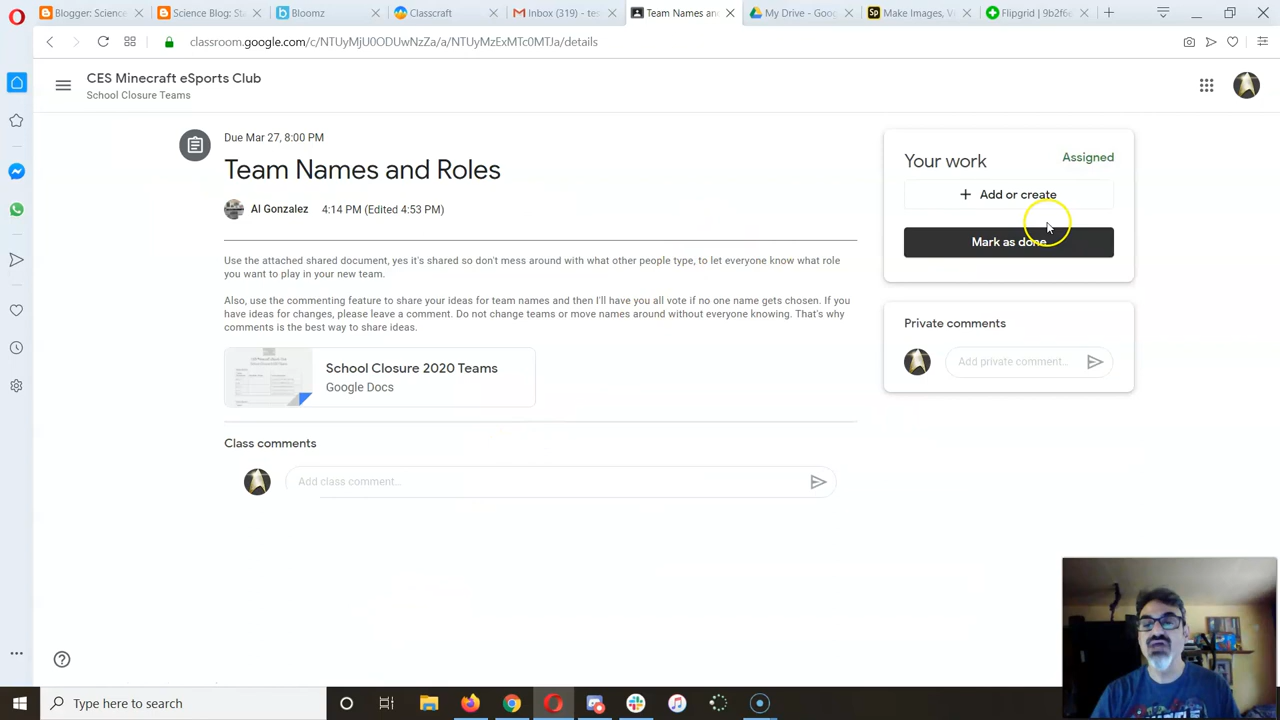 Blogger: Science
Science Blog: Sta
Bloomz
Classcraft
Inbox (319) - tes
Team Names an
My Drive - Goog
Make Images, Vi
Flipgrid | 9b2f6e
classroom.google.com/c/NTUyMjU0ODUwNzZa/a/NTUyMzExMTc0MTJa/details
CES Minecraft eSports Club
School Closure Teams
Due Mar 27, 8:00 PM
Team Names and Roles
Al Gonzalez 4:14 PM (Edited 4:53 PM)
Use the attached shared document, yes it's shared so don't mess around with what other people type, to let everyone know what role
you want to play in your new team.
Also, use the commenting feature to share your ideas for team names and then I'll have you all vote if no one name gets chosen. If you
have ideas for changes, please leave a comment. Do not change teams or move names around without everyone knowing. That's why
comments is the best way to share ideas.
School Closure 2020 Teams
Google Docs
Class comments
Add class comment...
Your work
Assigned
+ Add or create
Mark as done
Private comments
Add private comment...
Type here to search